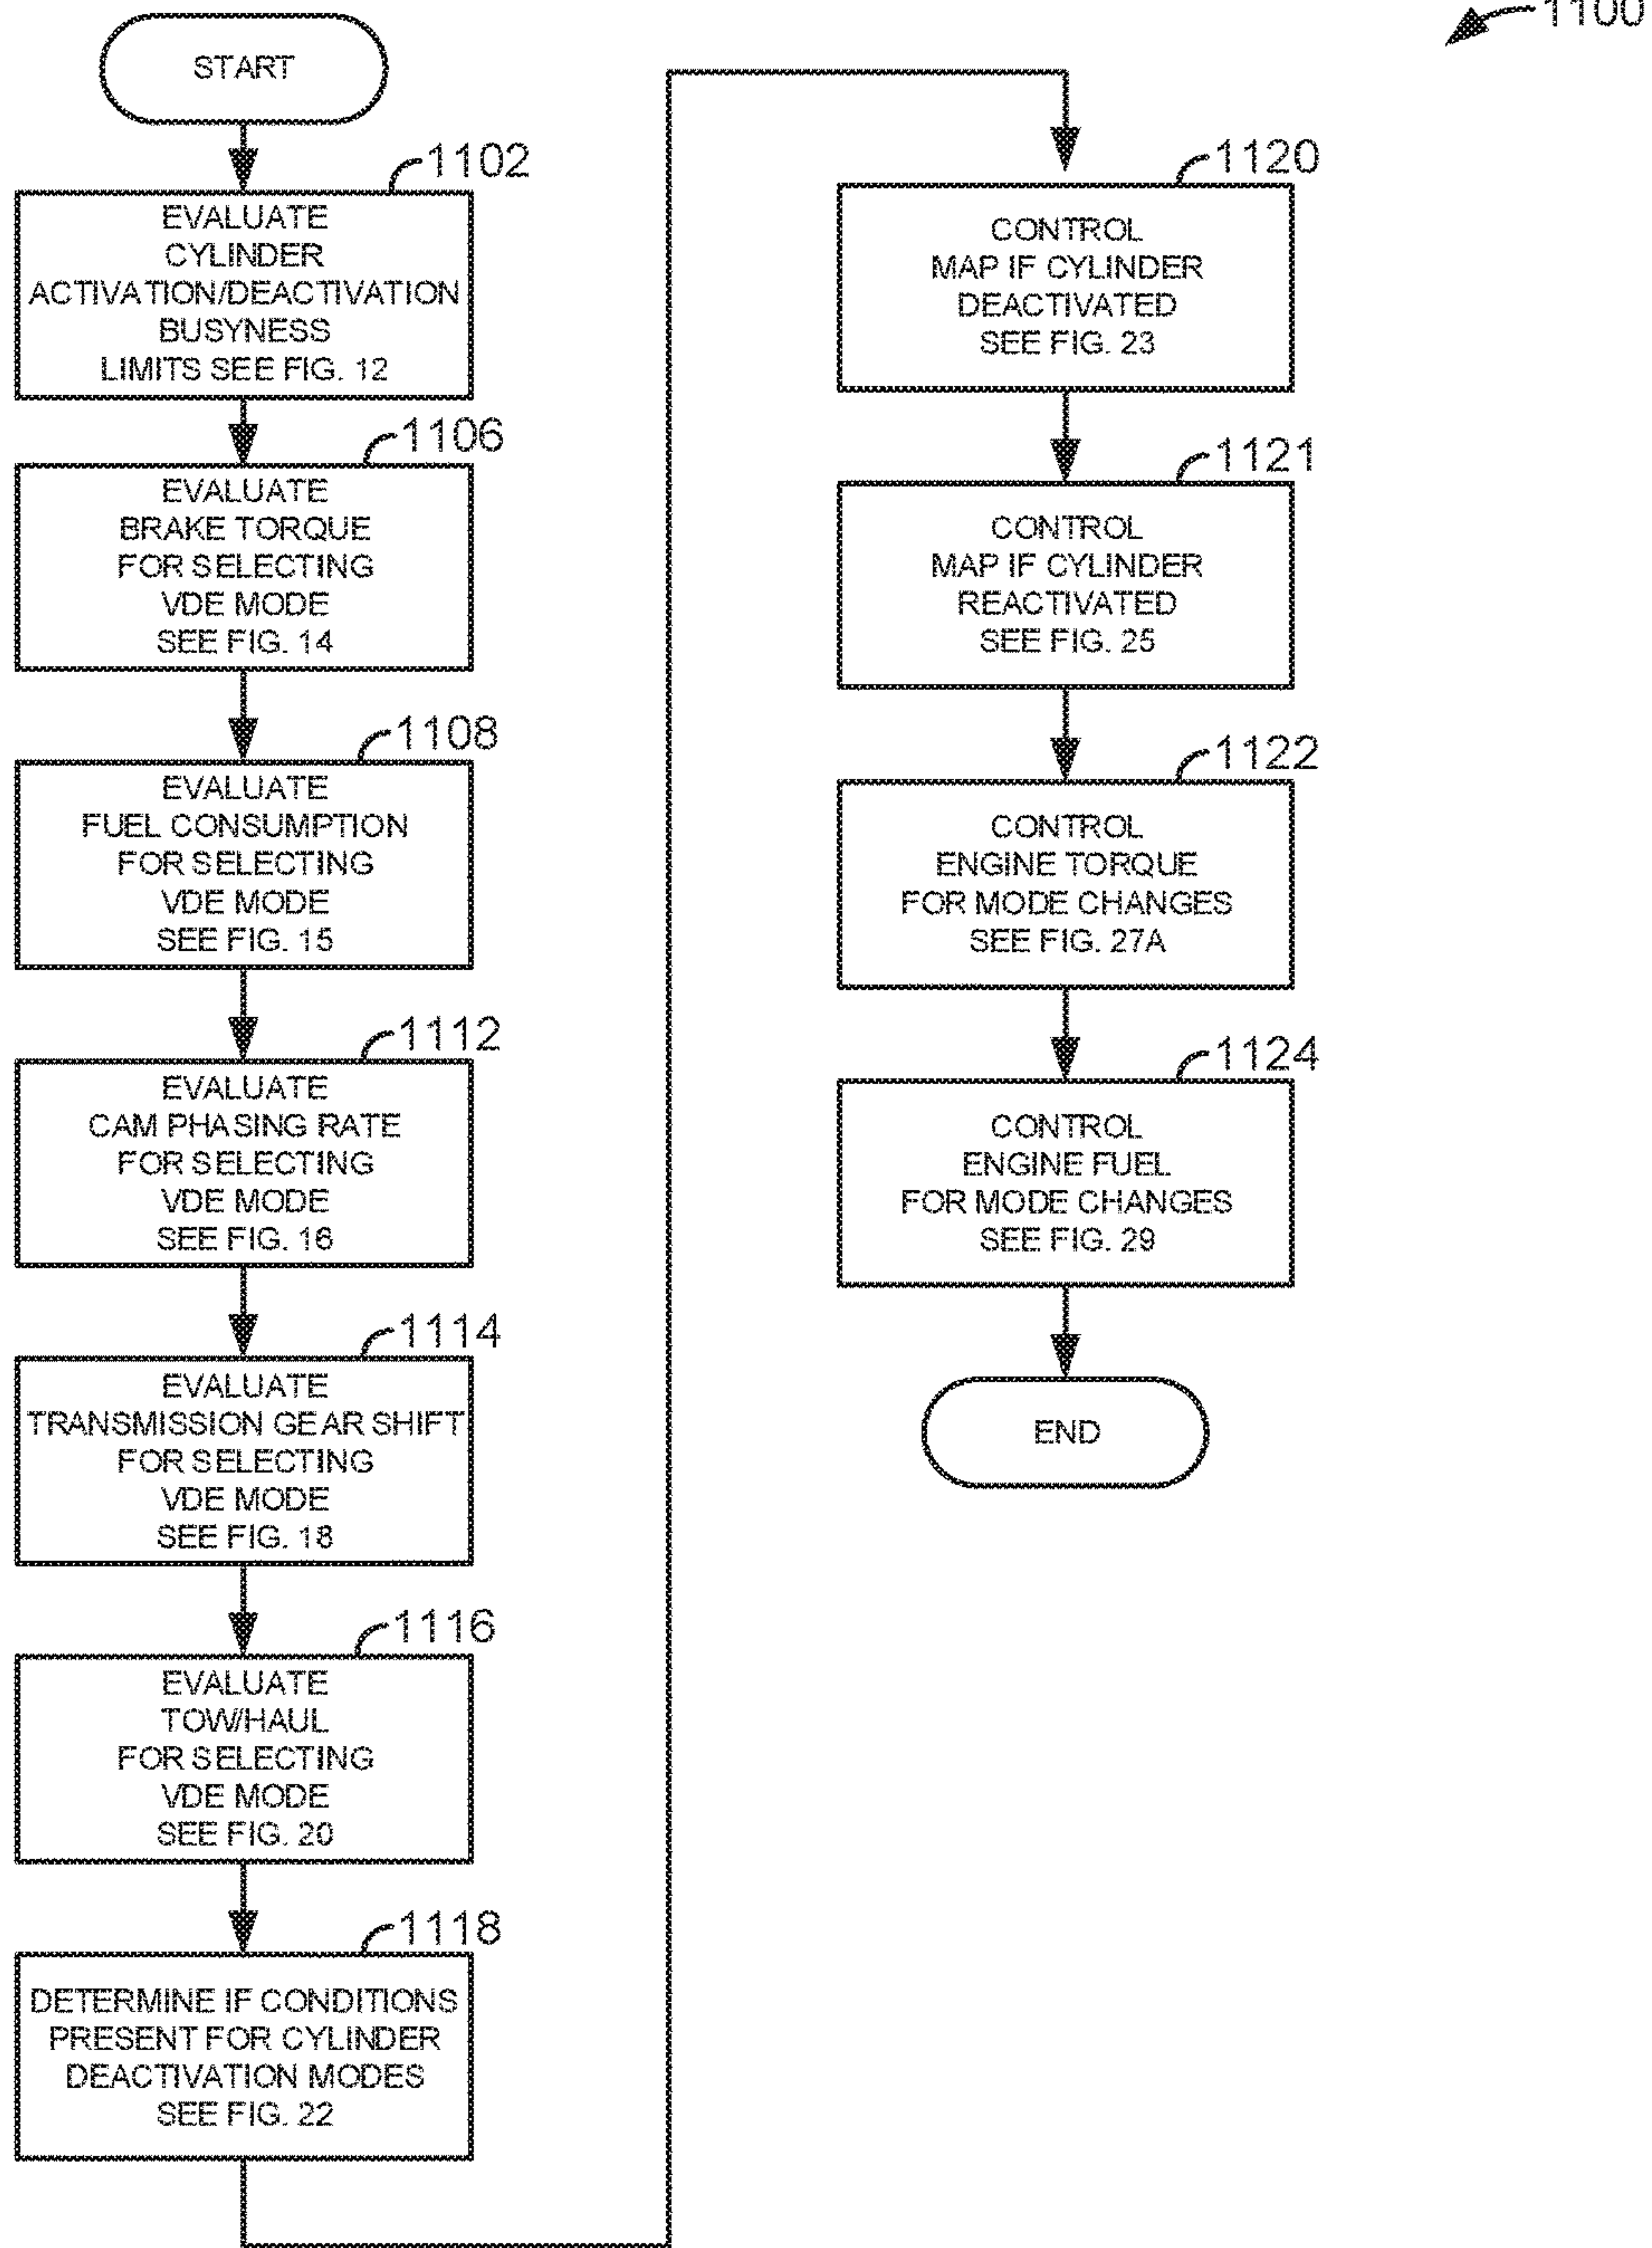 1100
START
1102
EVALUATE
CYLINDER
ACTIVATION/DEACTIVATION
BUSYNESS
LIMITS SEE FIG. 12
1106
EVALUATE
BRAKE TORQUE
FOR SELECTING
VDE MODE
SEE FIG. 14
1108
EVALUATE
FUEL CONSUMPTION
FOR SELECTING
VDE MODE
SEE FIG. 15
1112
EVALUATE
CAM PHASING RATE
FOR SELECTING
VDE MODE
SEE FIG. 16
1114
EVALUATE
TRANSMISSION GEAR SHIFT
FOR SELECTING
VDE MODE
SEE FIG. 18
1116
EVALUATE
TOW/HAUL
FOR SELECTING
VDE MODE
SEE FIG. 20
1118
DETERMINE IF CONDITIONS
PRESENT FOR CYLINDER
DEACTIVATION MODES
SEE FIG. 22
1120
CONTROL
MAP IF CYLINDER
DEACTIVATED
SEE FIG. 23
1121
CONTROL
MAP IF CYLINDER
REACTIVATED
SEE FIG. 25
1122
CONTROL
ENGINE TORQUE
FOR MODE CHANGES
SEE FIG. 27A
1124
CONTROL
ENGINE FUEL
FOR MODE CHANGES
SEE FIG. 29
END